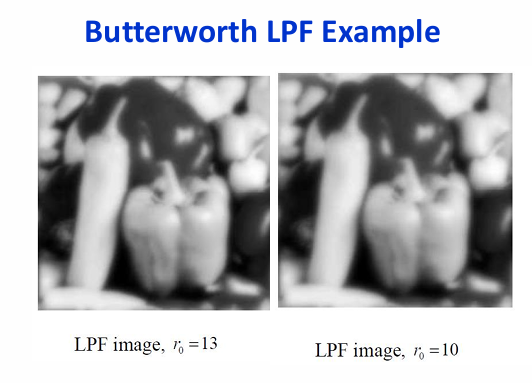 Butterworth LPF Example
LPF image, r₀ = 13
LPF image, r₀ = 10